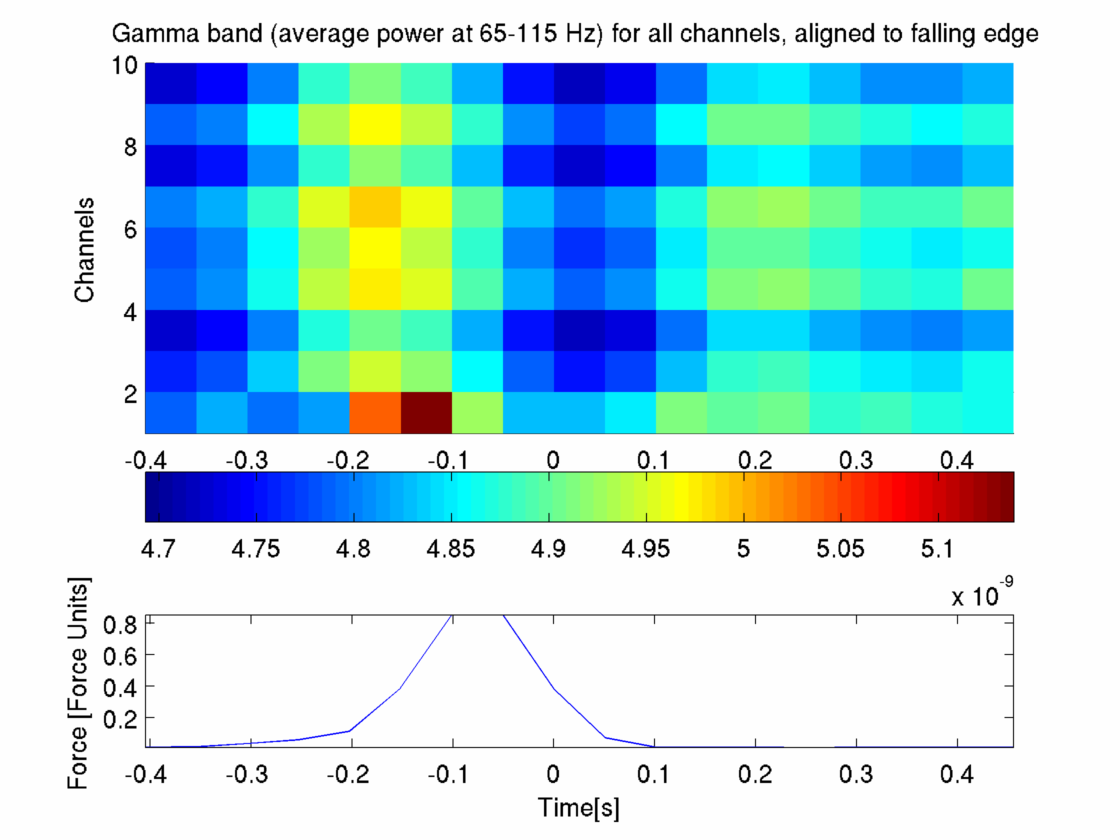 Gamma band (average power at 65-115 Hz) for all channels, aligned to falling edge
10
8
6
4
2
Channels
-0.4 -0.3 -0.2 -0.1 0 0.1 0.2 0.3 0.4
4.7 4.75 4.8 4.85 4.9 4.95 5 5.05 5.1
x 10-9
0.8
0.6
0.4
0.2
Force [Force Units]
-0.4 -0.3 -0.2 -0.1 0 0.1 0.2 0.3 0.4
Time[s]